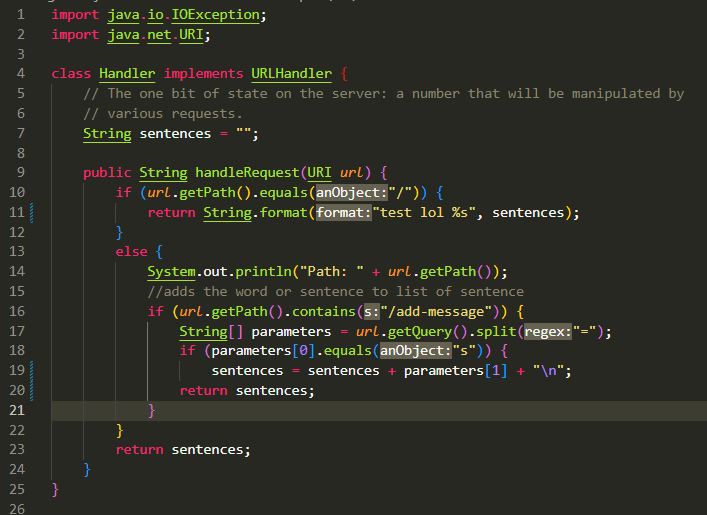 1 import java.io.IOException;
2 import java.net.URI;
3
4 class Handler implements URLHandler {
5 // The one bit of state on the server: a number that will be manipulated by
6 // various requests.
7 String sentences = "";
8
9 public String handleRequest(URI url) {
10 if (url.getPath().equals(anObject:"/")) {
11 return String.format(format:"test lol %s", sentences);
12 }
13 else {
14 System.out.println("Path: " + url.getPath());
15 //adds the word or sentence to list of sentence
16 if (url.getPath().contains(s:"/add-message")) {
17 String[] parameters = url.getQuery().split(regex:"=");
18 if (parameters[0].equals(anObject:"s")) {
19 sentences = sentences + parameters[1] + "\n";
20 return sentences;
21 }
22 }
23 return sentences;
24 }
25 }
26